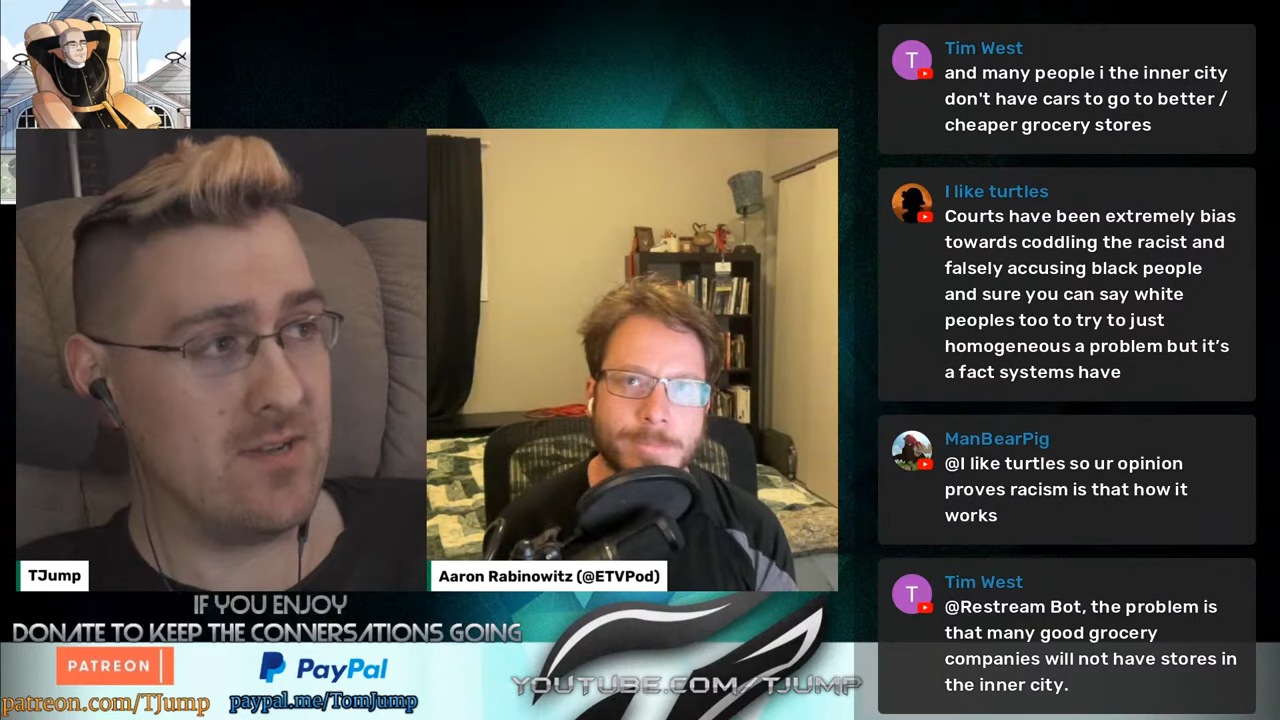 TJump
Aaron Rabinowitz (@ETVPod)
IF YOU ENJOY
DONATE TO KEEP THE CONVERSATIONS GOING
PATREON
PayPal
patreon.com/TJump
paypal.me/TomJump
YOUTUBE.COM/TJUMP
T
Tim West
and many people i the inner city
don't have cars to go to better /
cheaper grocery stores
I like turtles
Courts have been extremely bias
towards coddling the racist and
falsely accusing black people
and sure you can say white
peoples too to try to just
homogeneous a problem but it’s
a fact systems have
ManBearPig
@I like turtles so ur opinion
proves racism is that how it
works
T
Tim West
@Restream Bot, the problem is
that many good grocery
companies will not have stores in
the inner city.